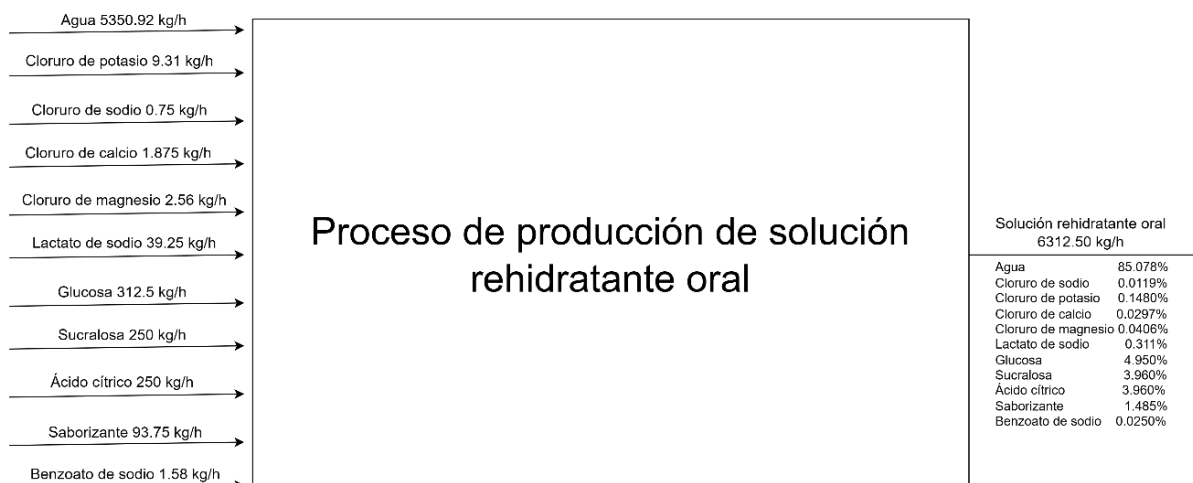 Agua 5350.92 kg/h
Cloruro de potasio 9.31 kg/h
Cloruro de sodio 0.75 kg/h
Cloruro de calcio 1.875 kg/h
Cloruro de magnesio 2.56 kg/h
Lactato de sodio 39.25 kg/h
Glucosa 312.5 kg/h
Sucralosa 250 kg/h
Ácido cítrico 250 kg/h
Saborizante 93.75 kg/h
Benzoato de sodio 1.58 kg/h
Proceso de producción de solución
rehidratante oral
Solución rehidratante oral
6312.50 kg/h
Agua 85.078%
Cloruro de sodio 0.0119%
Cloruro de potasio 0.1480%
Cloruro de calcio 0.0297%
Cloruro de magnesio 0.0406%
Lactato de sodio 0.311%
Glucosa 4.950%
Sucralosa 3.960%
Ácido cítrico 3.960%
Saborizante 1.485%
Benzoato de sodio 0.0250%